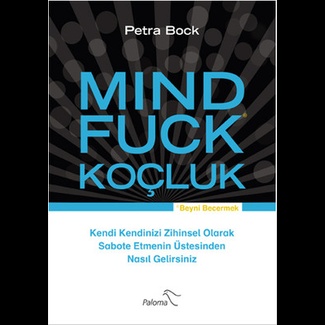 Petra Bock
MIND
FUCK
KOÇLUK
*Beyni Becermek
Kendi Kendinizi Zihinsel Olarak
Sabote Etmenin Üstesinden
Nasıl Gelirsiniz
Paloma